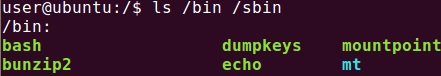 user@ubuntu:/$ ls /bin /sbin
/bin:
bash dumpkeys mountpoint
bunzip2 echo mt